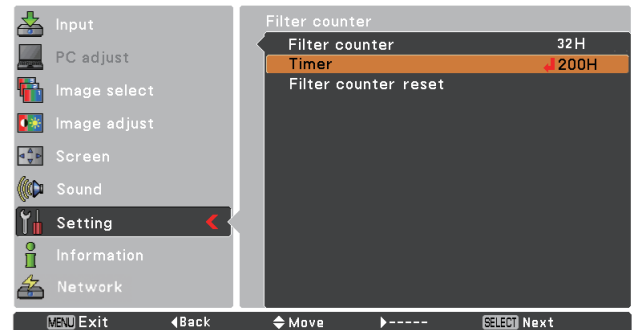 Input
PC adjust
Image select
Image adjust
Screen
Sound
Setting
Information
Network
Filter counter
Filter counter 32H
Timer 200H
Filter counter reset
MENU Exit Back Move ----- SELECT Next